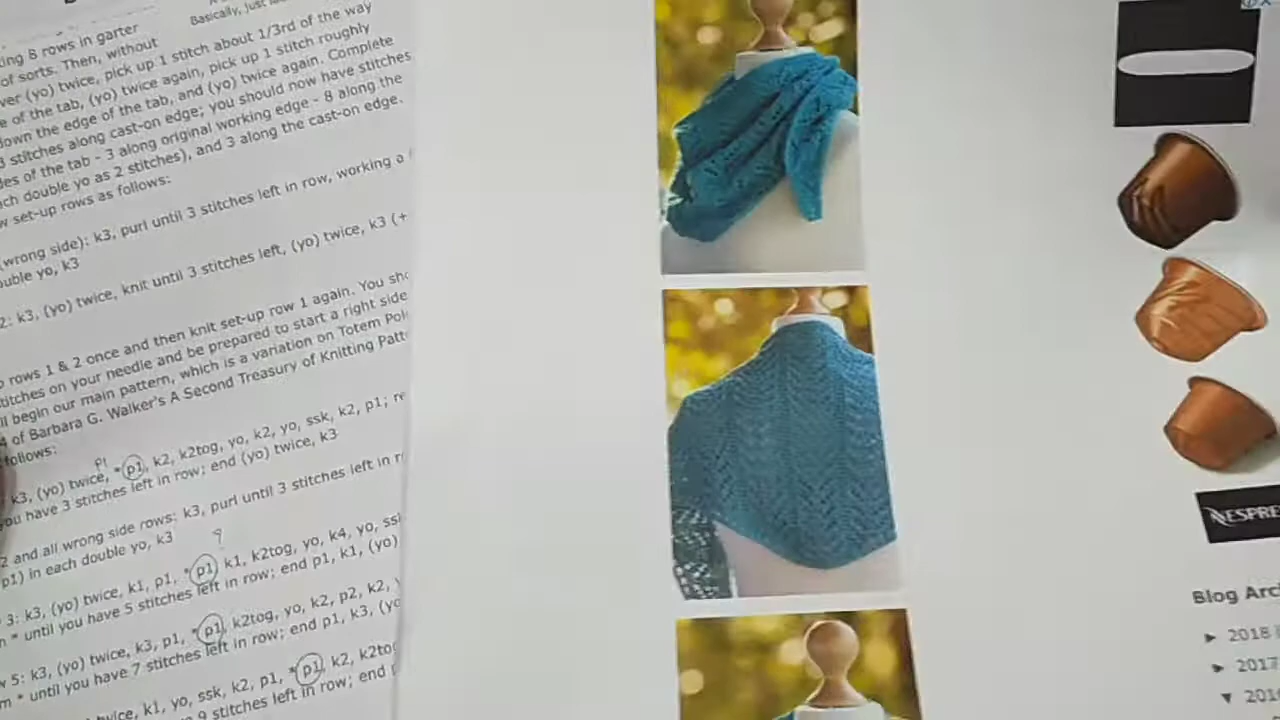 Basically, just
ing 8 rows in garter
of sorts. Then, without
ver (yo) twice, pick up 1 stitch about 1/3rd of the way
e of the tab, (yo) twice again, pick up 1 stitch roughly
down the edge of the tab, and (yo) twice again. Complete
3 stitches along cast-on edge; you should now have stitches
des of the tab - 3 along original working edge - 8 along the
ch double yo as 2 stitches), and 3 along the cast-on edge.
w set-up rows as follows:
(wrong side): k3, purl until 3 stitches left in row, working a
uble yo, k3
2: k3, (yo) twice, knit until 3 stitches left, (yo) twice, k3 (+
rows 1 & 2 once and then knit set-up row 1 again. You sho
titches on your needle and be prepared to start a right side
ll begin our main pattern, which is a variation on Totem Pol
of Barbara G. Walker's A Second Treasury of Knitting Patt
follows:
p1
k3, (yo) twice, *p1, k2, k2tog, yo, k2, yo, ssk, k2, p1; re
you have 3 stitches left in row; end (yo) twice, k3
2 and all wrong side rows: k3, purl until 3 stitches left in r
p1) in each double yo, k3
9
3: k3, (yo) twice, k1, p1, *p1, k1, k2tog, yo, k4, yo, ss
m * until you have 5 stitches left in row; end p1, k1, (yo)
w 5: k3, (yo) twice, k3, p1, *p1, k2tog, yo, k2, p2, k2,
m * until you have 7 stitches left in row; end p1, k3, (yo
twice, k1, yo, ssk, k2, p1, *p1, k2, k2tog
9 stitches left in row; end
NESPRE
Blog Arc
► 2018
► 2017
▼ 201